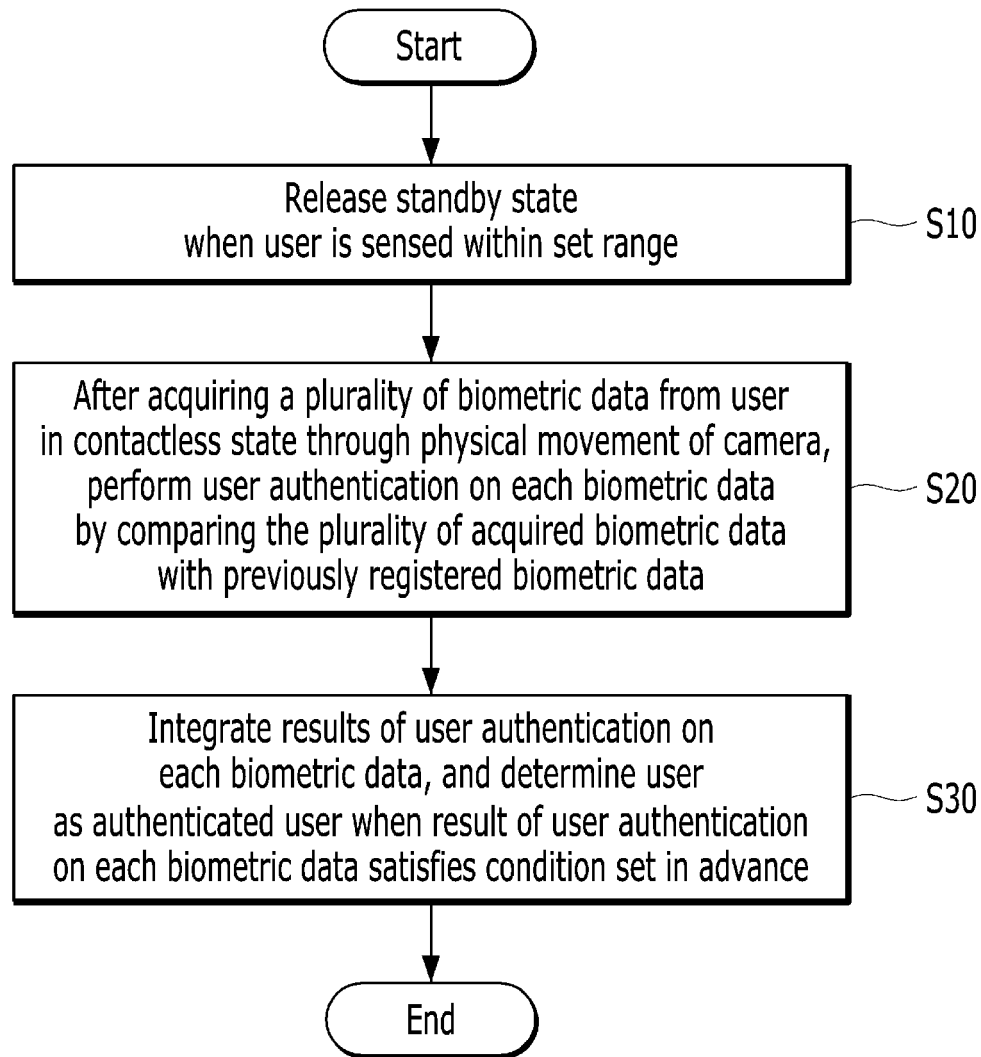 Start
Release standby state
when user is sensed within set range
S10
After acquiring a plurality of biometric data from user
in contactless state through physical movement of camera,
perform user authentication on each biometric data
by comparing the plurality of acquired biometric data
with previously registered biometric data
S20
Integrate results of user authentication on
each biometric data, and determine user
as authenticated user when result of user authentication
on each biometric data satisfies condition set in advance
S30
End